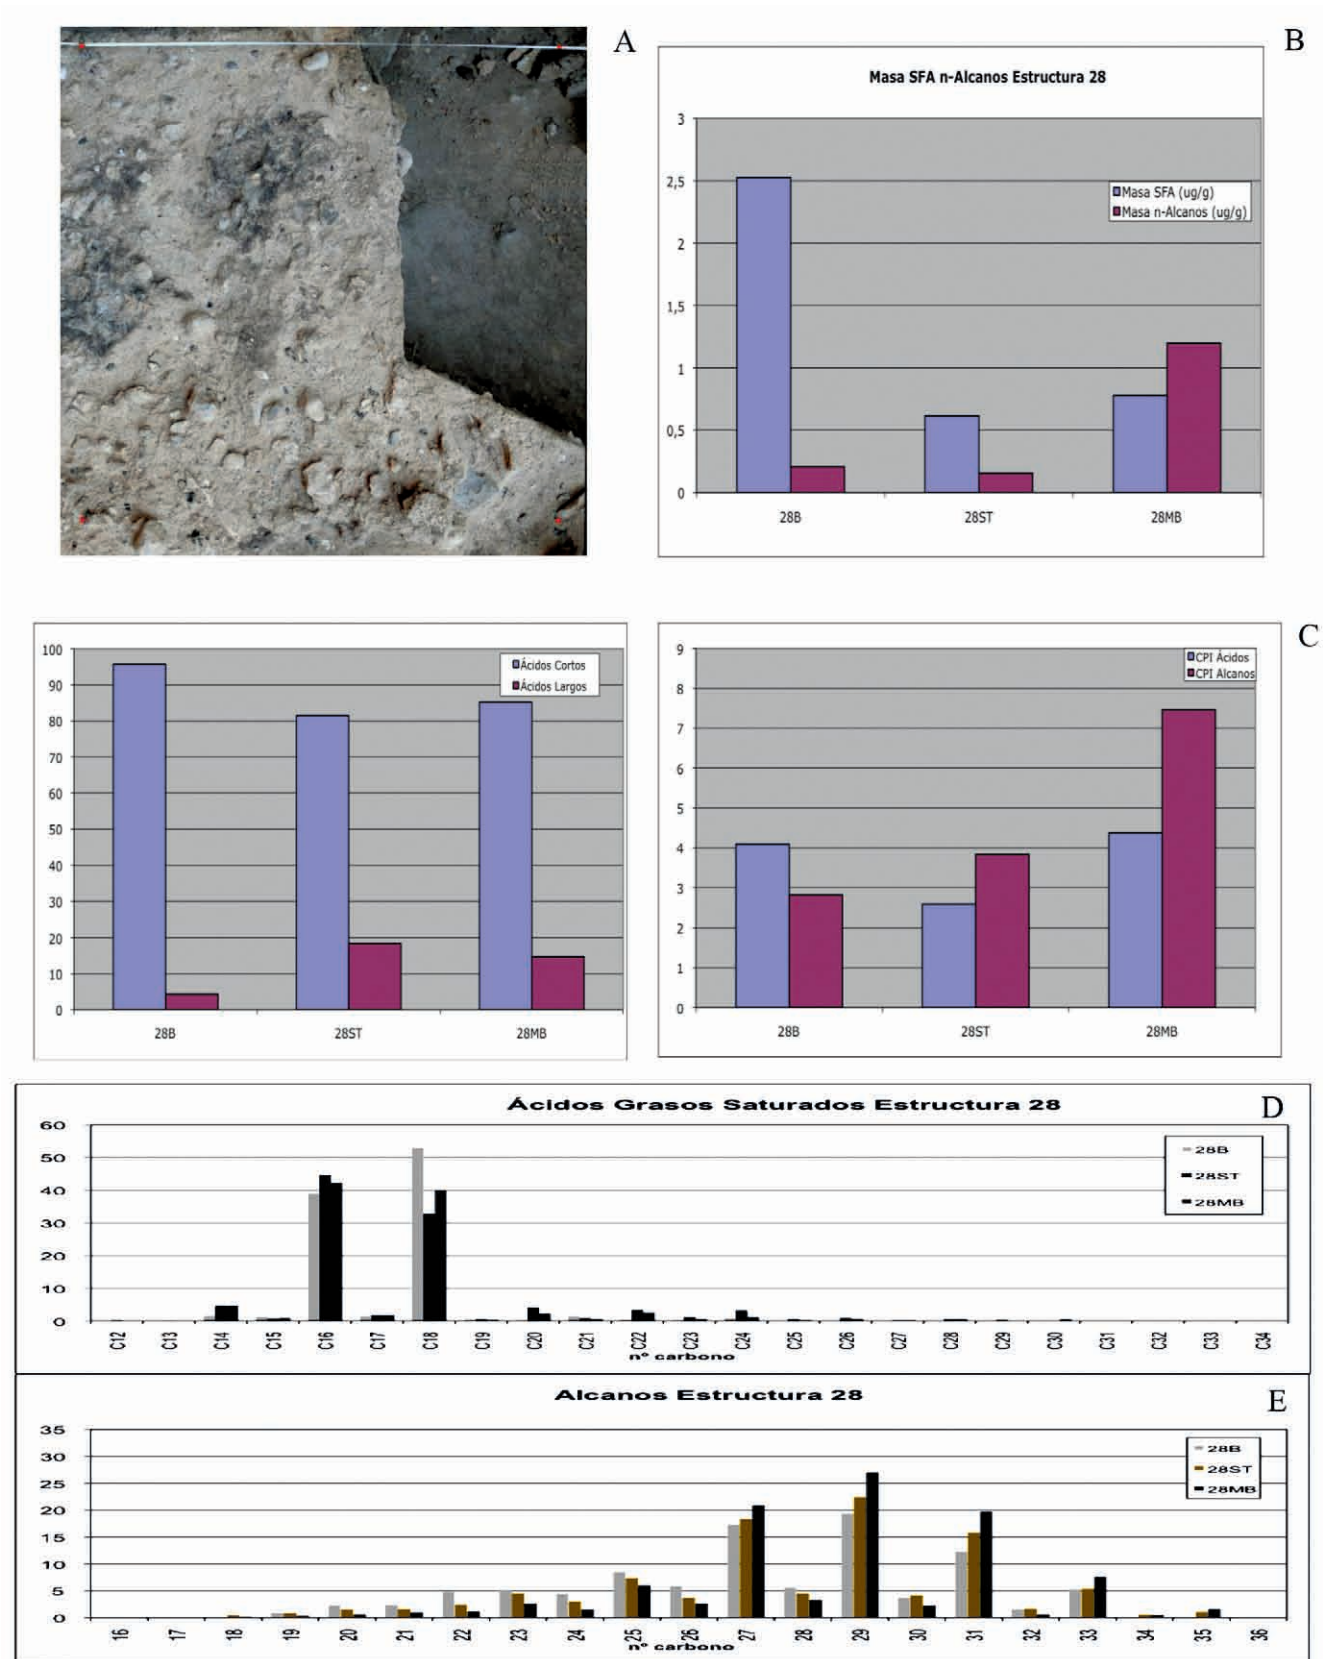 A
B
Masa SFA n-Alcanos Estructura 28
3
2,5
2
1,5
1
0,5
0
Masa SFA (ug/g)
Masa n-Alcanos (ug/g)
28B 28ST 28MB
C
100
90
80
70
60
50
40
30
20
10
0
Ácidos Cortos
Ácidos Largos
28B 28ST 28MB
9
8
7
6
5
4
3
2
1
0
CPI Ácidos
CPI Alcanos
28B 28ST 28MB
Ácidos Grasos Saturados Estructura 28
D
60
50
40
30
20
10
0
28B
28ST
28MB
C12 C13 C14 C15 C16 C17 C18 C19 C20 C21 C22 C23 C24 C25 C26 C27 C28 C29 C30 C31 C32 C33 C34
nº carbono
Alcanos Estructura 28
E
35
30
25
20
15
10
5
0
28B
28ST
28MB
16 17 18 19 20 21 22 23 24 25 26 27 28 29 30 31 32 33 34 35 36
nº carbono